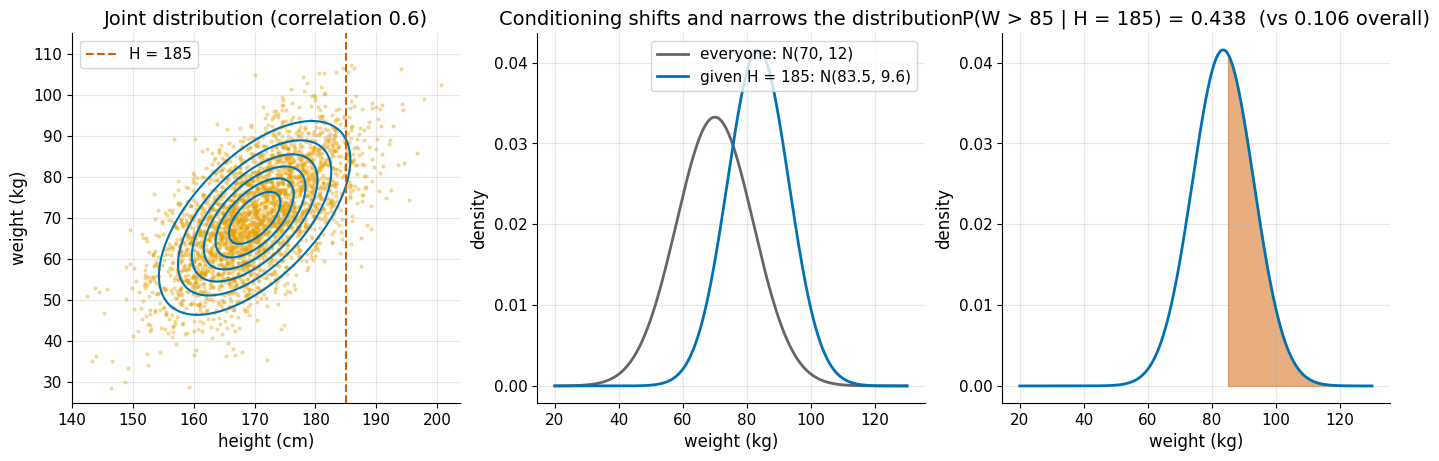 Joint distribution (correlation 0.6)
H = 185
110
100
90
80
70
60
50
40
30
weight (kg)
140 150 160 170 180 190 200
height (cm)
Conditioning shifts and narrows the distribution
everyone: N(70, 12)
given H = 185: N(83.5, 9.6)
0.04
0.03
0.02
0.01
0.00
density
20 40 60 80 100 120
weight (kg)
P(W > 85 | H = 185) = 0.438 (vs 0.106 overall)
0.04
0.03
0.02
0.01
0.00
density
20 40 60 80 100 120
weight (kg)